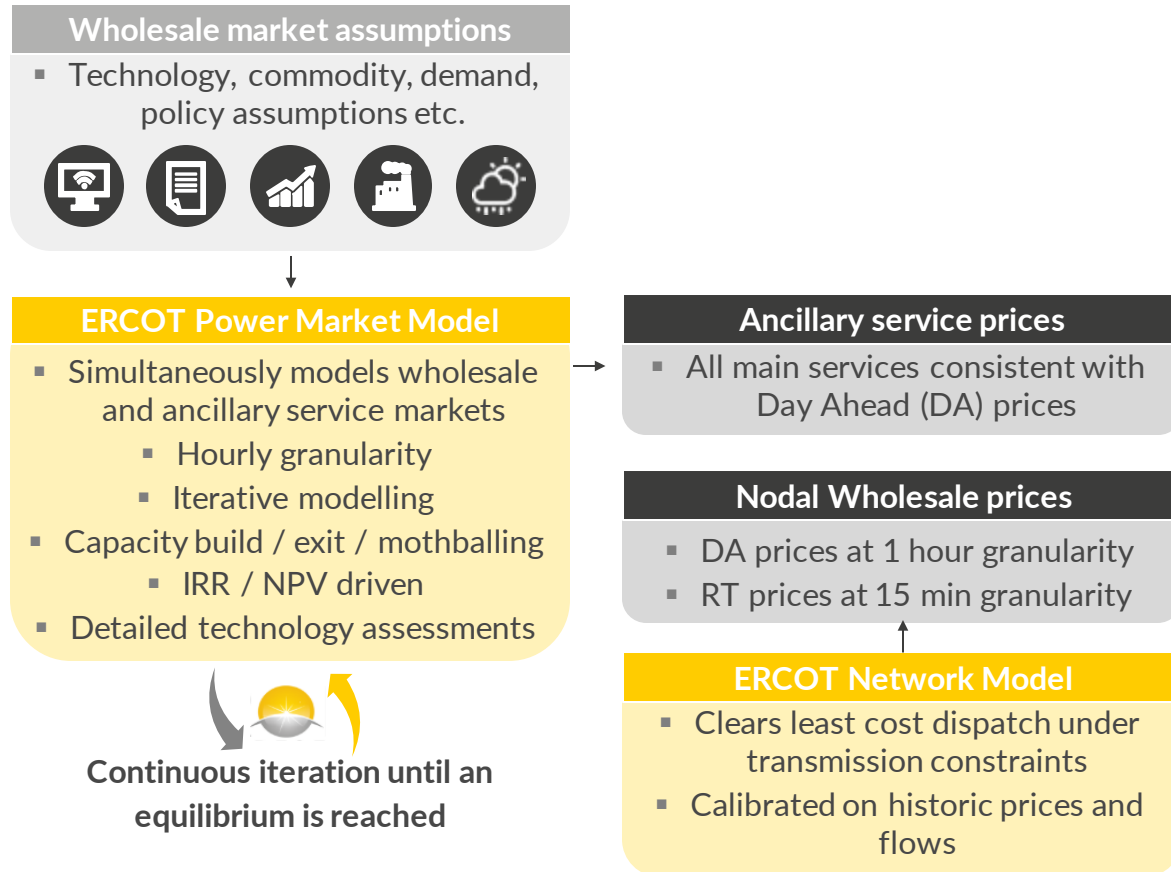 Wholesale market assumptions
▪ Technology, commodity, demand,
policy assumptions etc.
ERCOT Power Market Model
▪ Simultaneously models wholesale
and ancillary service markets
▪ Hourly granularity
▪ Iterative modelling
▪ Capacity build / exit / mothballing
▪ IRR / NPV driven
▪ Detailed technology assessments
Continuous iteration until an
equilibrium is reached
Ancillary service prices
▪ All main services consistent with
Day Ahead (DA) prices
Nodal Wholesale prices
▪ DA prices at 1 hour granularity
▪ RT prices at 15 min granularity
ERCOT Network Model
▪ Clears least cost dispatch under
transmission constraints
▪ Calibrated on historic prices and
flows